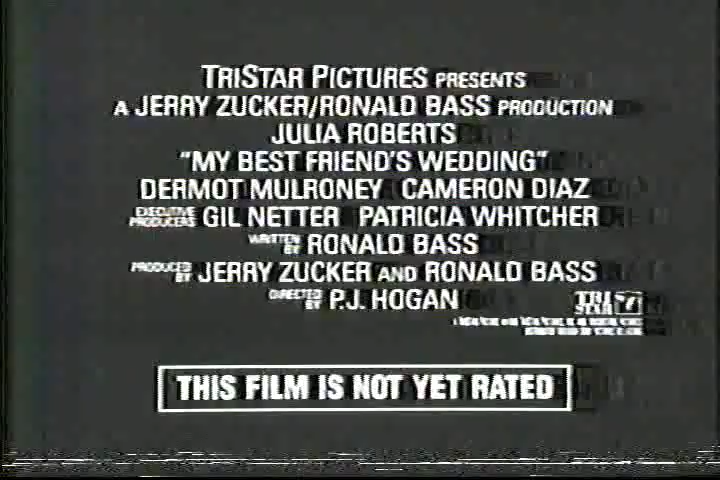 TRISTAR PICTURES PRESENTS
A JERRY ZUCKER/RONALD BASS PRODUCTION
JULIA ROBERTS
"MY BEST FRIEND'S WEDDING"
DERMOT MULRONEY CAMERON DIAZ
EXECUTIVE PRODUCERS GIL NETTER PATRICIA WHITCHER
WRITTEN BY RONALD BASS
PRODUCED BY JERRY ZUCKER AND RONALD BASS
DIRECTED BY P.J. HOGAN
TRI STAR
THIS FILM IS NOT YET RATED